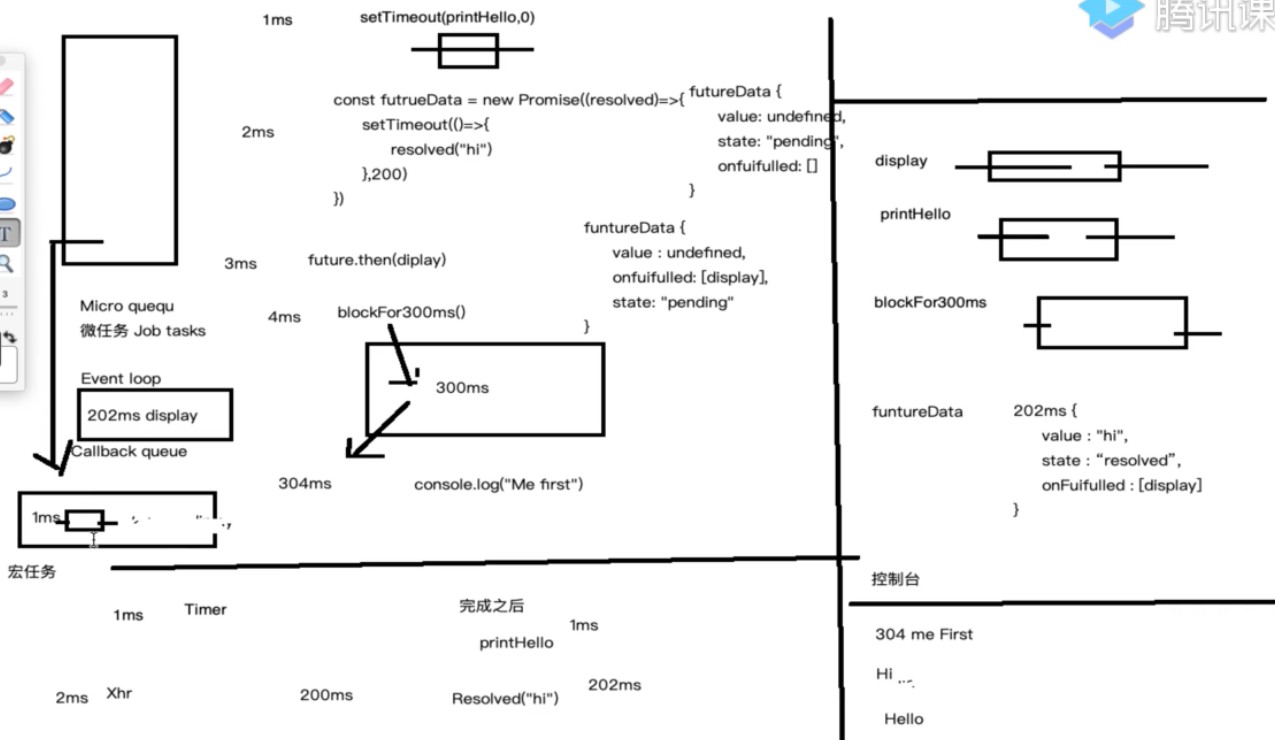 腾讯课
1ms
setTimeout(printHello,0)
2ms
const futrueData = new Promise((resolved)=>{
setTimeout(()=>{
resolved("hi")
},200)
})
futureData {
value: undefined,
state: "pending",
onfuifulled: []
}
3ms
future.then(diplay)
funtureData {
value : undefined,
onfuifulled: [display],
state: "pending"
}
4ms
blockFor300ms()
300ms
304ms
console.log("Me first")
Micro quequ
微任务 Job tasks
Event loop
202ms display
Callback queue
1ms
宏任务
T
3
display
printHello
blockFor300ms
funtureData
202ms {
value : "hi",
state : “resolved”,
onFuifulled : [display]
}
1ms
Timer
完成之后
printHello
1ms
2ms
Xhr
200ms
Resolved("hi")
202ms
控制台
304 me First
Hi
Hello